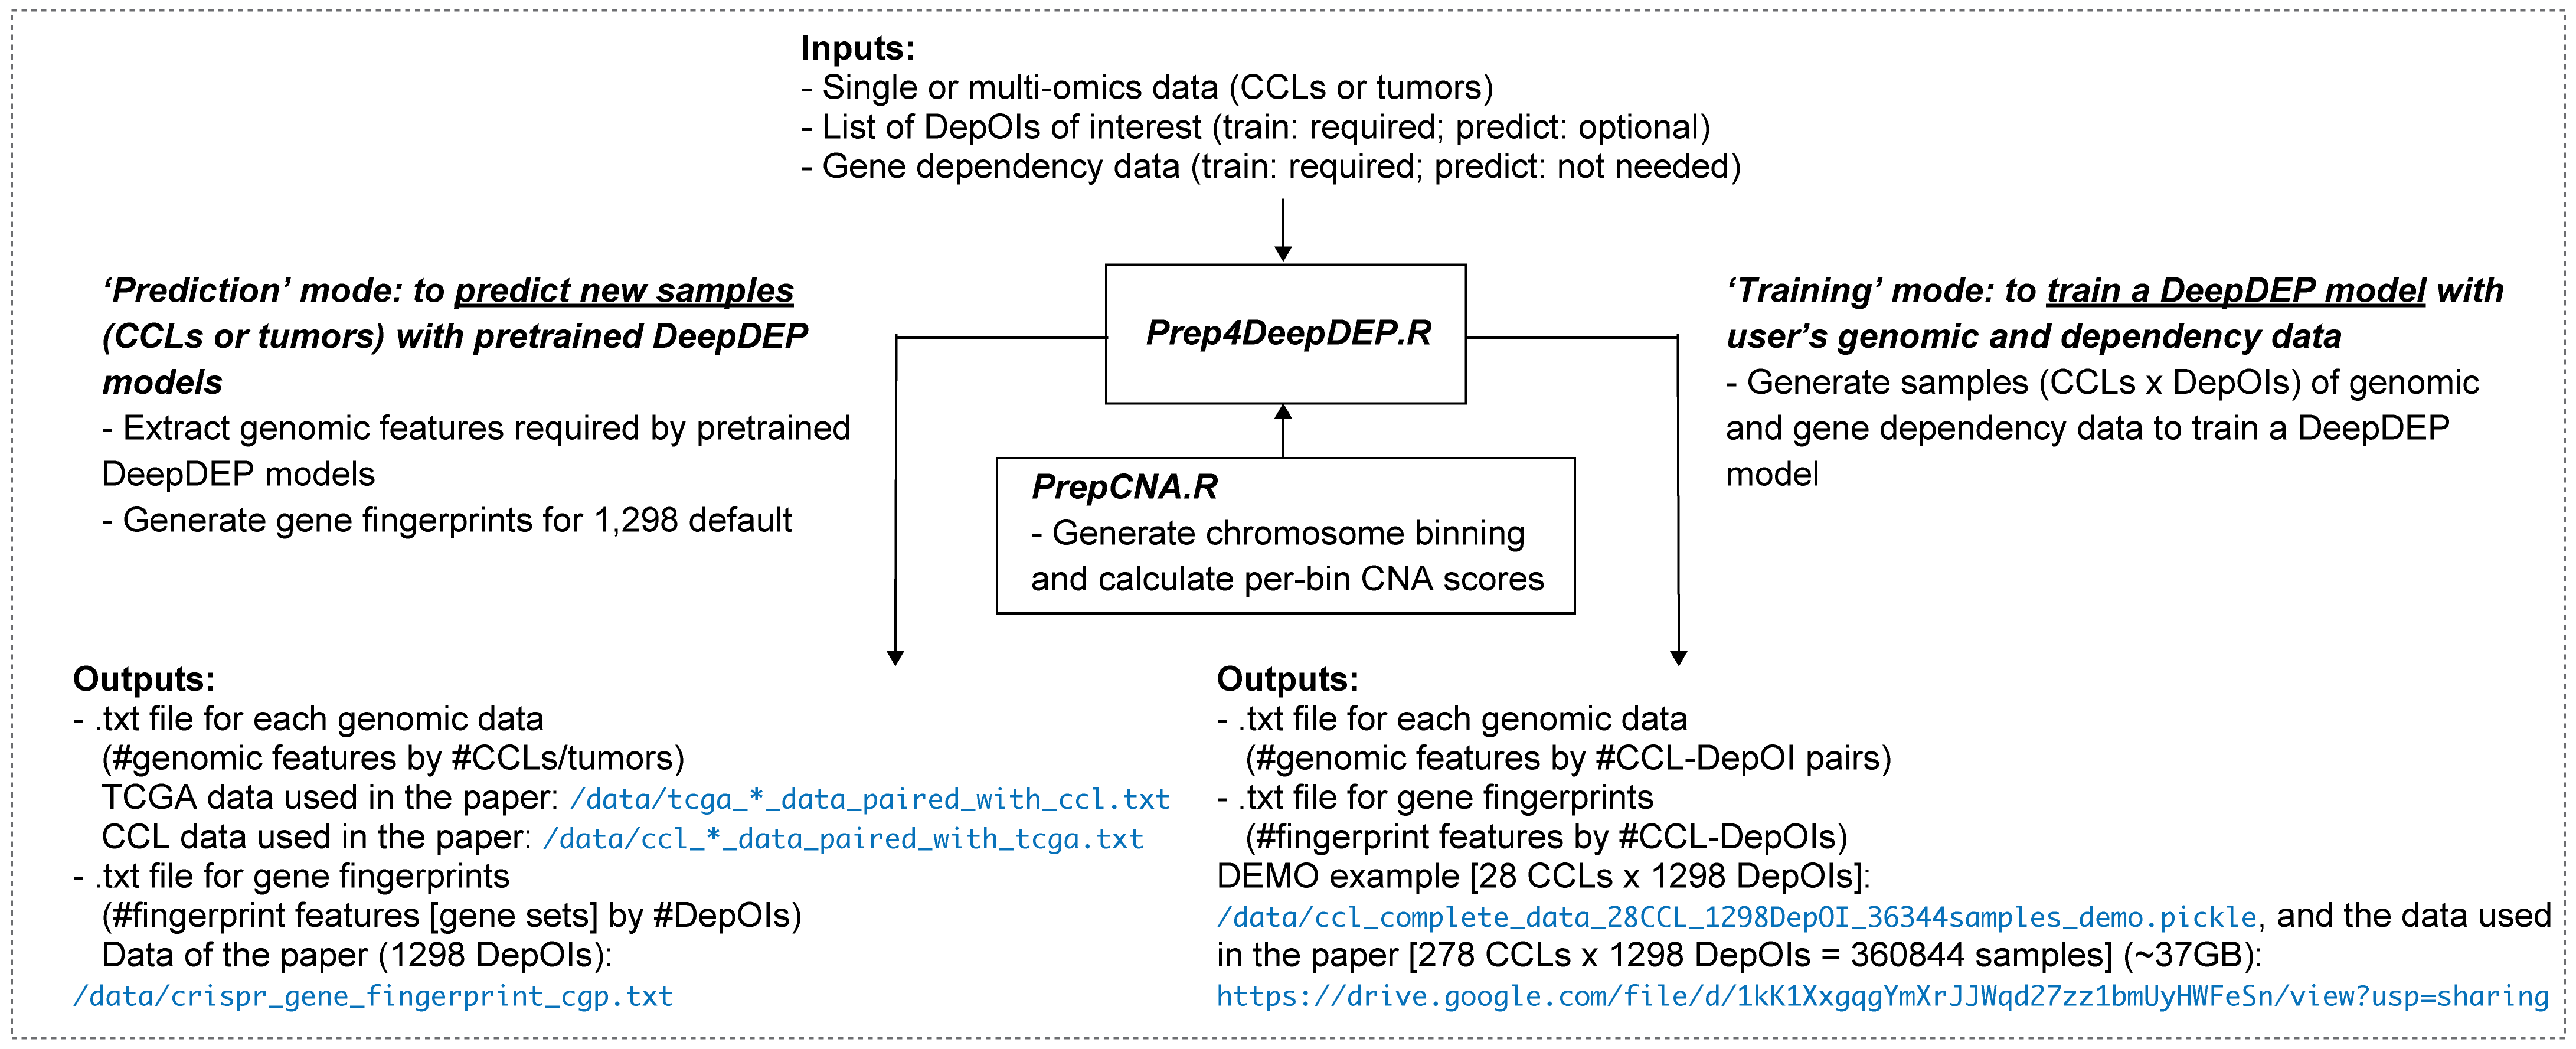 Inputs:
- Single or multi-omics data (CCLs or tumors)
- List of DepOIs of interest (train: required; predict: optional)
- Gene dependency data (train: required; predict: not needed)
‘Prediction’ mode: to predict new samples
(CCLs or tumors) with pretrained DeepDEP
models
- Extract genomic features required by pretrained
DeepDEP models
- Generate gene fingerprints for 1,298 default
Prep4DeepDEP.R
PrepCNA.R
- Generate chromosome binning
and calculate per-bin CNA scores
‘Training’ mode: to train a DeepDEP model with
user’s genomic and dependency data
- Generate samples (CCLs x DepOIs) of genomic
and gene dependency data to train a DeepDEP
model
Outputs:
- .txt file for each genomic data
(#genomic features by #CCLs/tumors)
TCGA data used in the paper: /data/tcga_*_data_paired_with_ccl.txt
CCL data used in the paper: /data/ccl_*_data_paired_with_tcga.txt
- .txt file for gene fingerprints
(#fingerprint features [gene sets] by #DepOIs)
Data of the paper (1298 DepOIs):
/data/crispr_gene_fingerprint_cgp.txt
Outputs:
- .txt file for each genomic data
(#genomic features by #CCL-DepOI pairs)
- .txt file for gene fingerprints
(#fingerprint features by #CCL-DepOIs)
DEMO example [28 CCLs x 1298 DepOIs]:
/data/ccl_complete_data_28CCL_1298DepOI_36344samples_demo.pickle, and the data used
in the paper [278 CCLs x 1298 DepOIs = 360844 samples] (~37GB):
https://drive.google.com/file/d/1kK1XxgqgYmXrJJWqd27zz1bmUyHWFeSn/view?usp=sharing